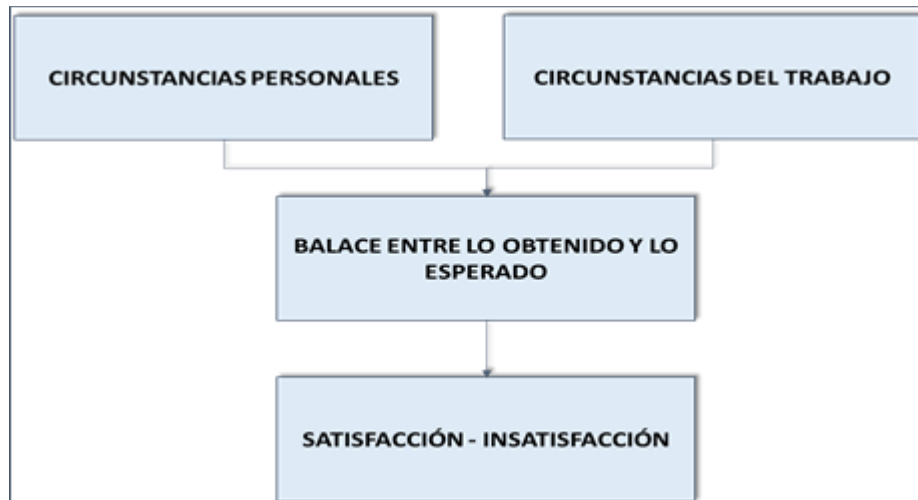 CIRCUNSTANCIAS PERSONALES
CIRCUNSTANCIAS DEL TRABAJO
BALACE ENTRE LO OBTENIDO Y LO
ESPERADO
SATISFACCIÓN - INSATISFACCIÓN